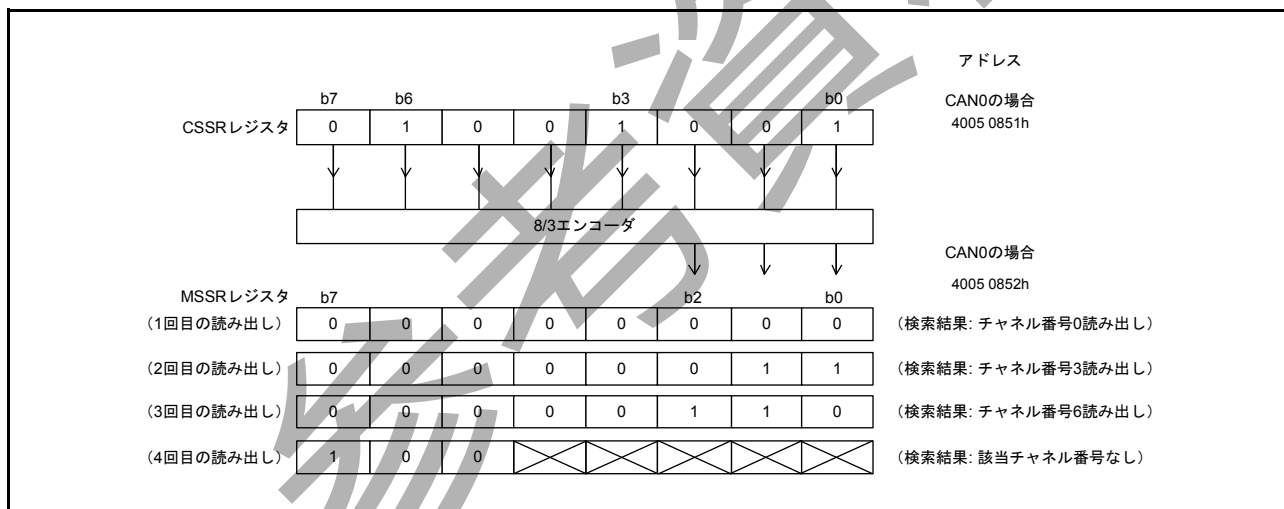 アドレス
b7 b6 b3 b0 CAN0の場合
CSSRレジスタ 0 1 0 0 1 0 0 1 4005 0851h
8/3エンコーダ
CAN0の場合
4005 0852h
MSSRレジスタ b7 b2 b0
(1回目の読み出し) 0 0 0 0 0 0 0 0 (検索結果: チャネル番号0読み出し)
(2回目の読み出し) 0 0 0 0 0 0 1 1 (検索結果: チャネル番号3読み出し)
(3回目の読み出し) 0 0 0 0 0 1 1 0 (検索結果: チャネル番号6読み出し)
(4回目の読み出し) 1 0 0 (検索結果: 該当チャネル番号なし)
参考資